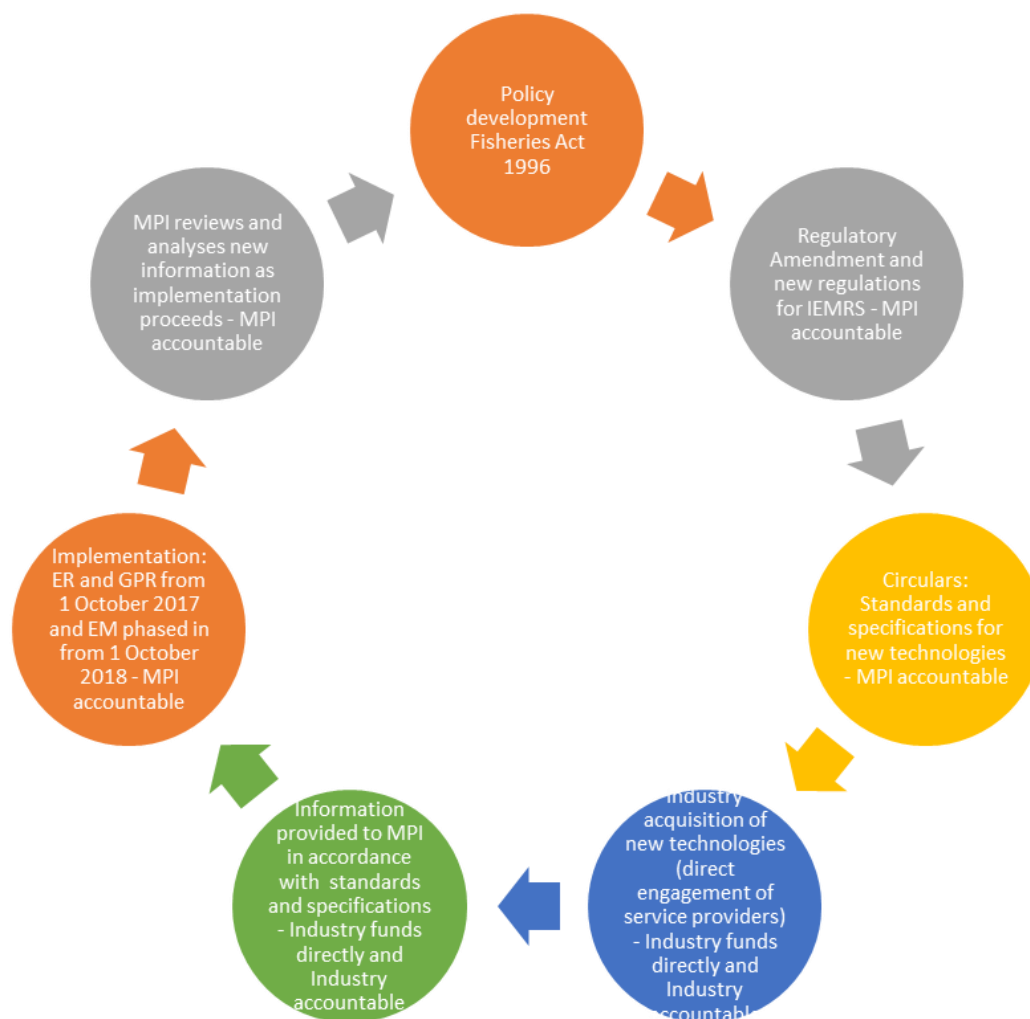 Policy
development
Fisheries Act
1996
Regulatory
Amendment and
new regulations
for IEMRS - MPI
accountable
Circulars:
Standards and
specifications for
new technologies
- MPI accountable
Industry
acquisition of
new technologies
(direct
engagement of
service providers)
- Industry funds
directly and
Industry
accountable
Information
provided to MPI
in accordance
with standards
and specifications
- Industry funds
directly and
Industry
accountable
Implementation:
ER and GPR from
1 October 2017
and EM phased in
from 1 October
2018 - MPI
accountable
MPI reviews and
analyses new
information as
implementation
proceeds - MPI
accountable